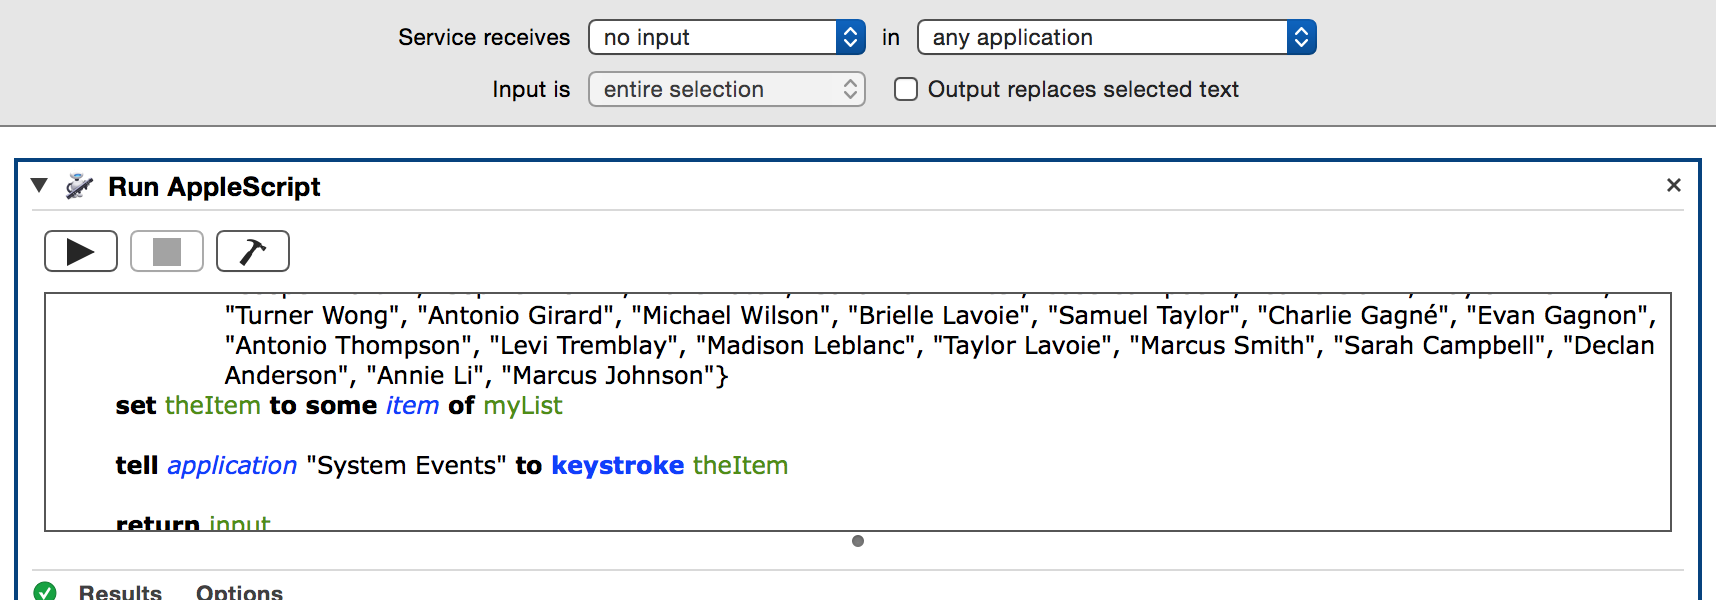 Service receives no input in any application
Input is entire selection Output replaces selected text
Run AppleScript
"Turner Wong", "Antonio Girard", "Michael Wilson", "Brielle Lavoie", "Samuel Taylor", "Charlie Gagné", "Evan Gagnon",
"Antonio Thompson", "Levi Tremblay", "Madison Leblanc", "Taylor Lavoie", "Marcus Smith", "Sarah Campbell", "Declan
Anderson", "Annie Li", "Marcus Johnson"}
set theItem to some item of myList
tell application "System Events" to keystroke theItem
return input
Results Options